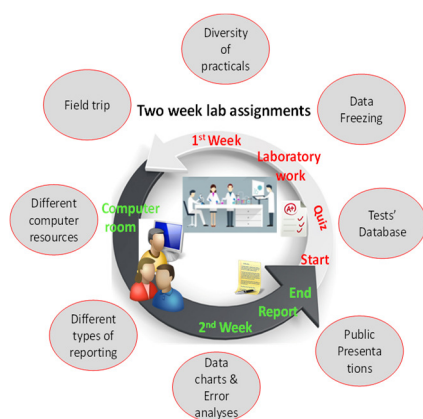 Diversity
of
practicals
Field trip
Two week lab assignments
Data
Freezing
1st Week
Laboratory
work
Different
computer
resources
Computer
room
A+
Quiz
Tests'
Database
Start
End
Report
2nd Week
Different
types of
reporting
Public
Presenta
tions
Data
charts &
Error
analyses